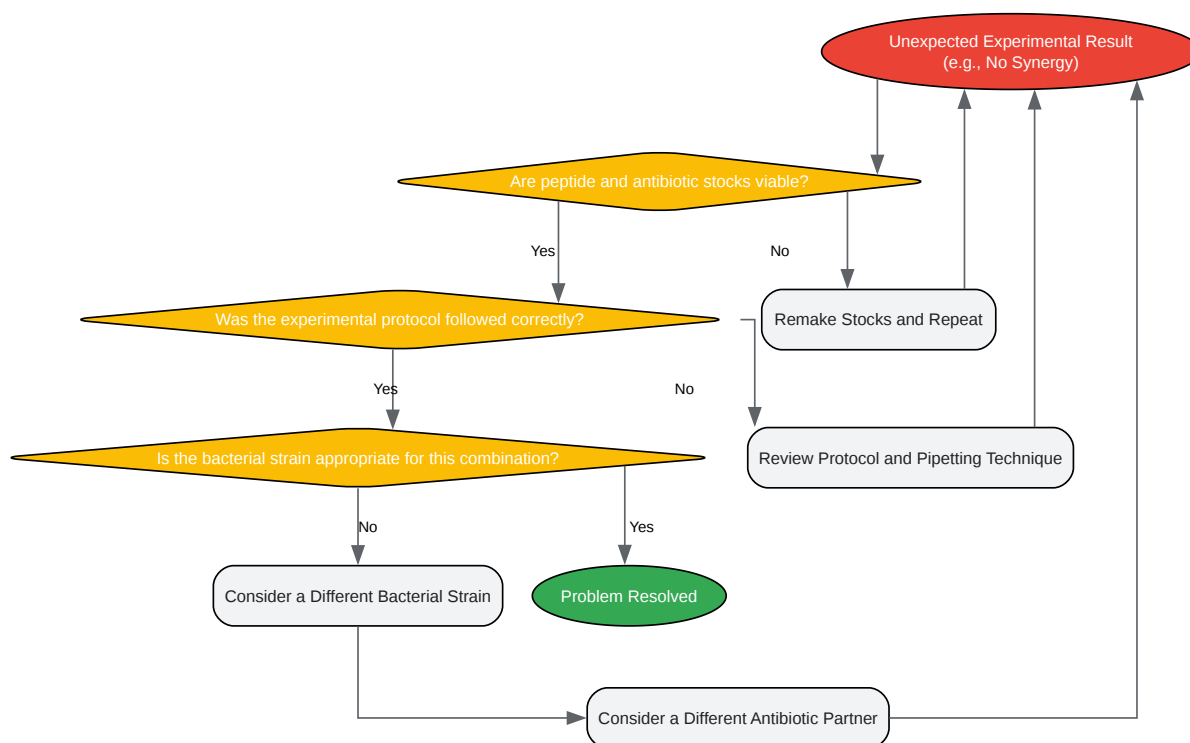 Unexpected Experimental Result
(e.g., No Synergy)
Are peptide and antibiotic stocks viable?
Yes
No
Was the experimental protocol followed correctly?
Remake Stocks and Repeat
Yes
No
Is the bacterial strain appropriate for this combination?
Review Protocol and Pipetting Technique
No
Yes
Consider a Different Bacterial Strain
Problem Resolved
Consider a Different Antibiotic Partner